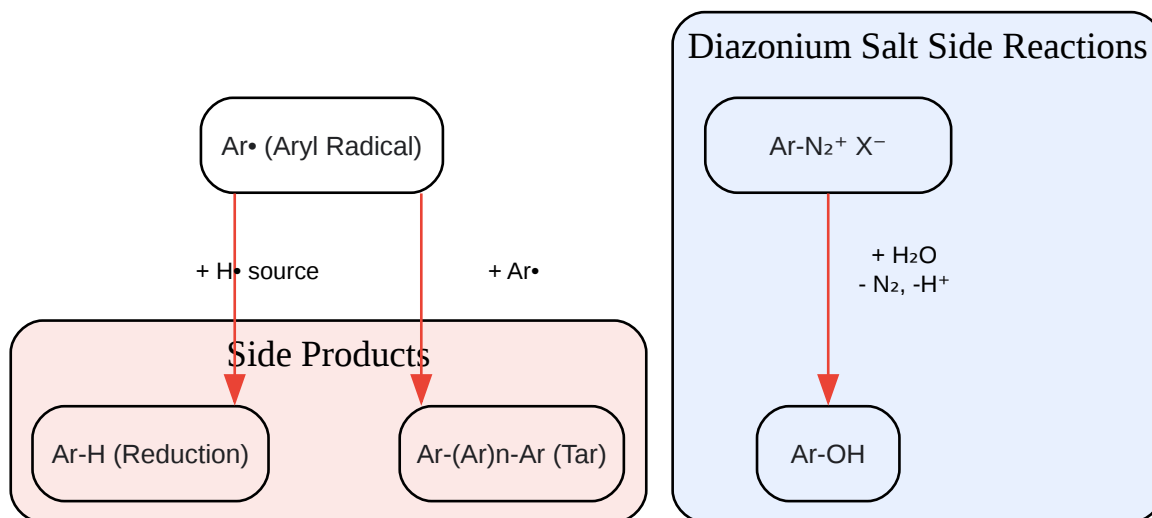 Diazonium Salt Side Reactions
Ar• (Aryl Radical)
Ar-N₂⁺ X⁻
+ H• source
+ Ar•
+ H₂O
- N₂, -H⁺
Side Products
Ar-H (Reduction)
Ar-(Ar)n-Ar (Tar)
Ar-OH